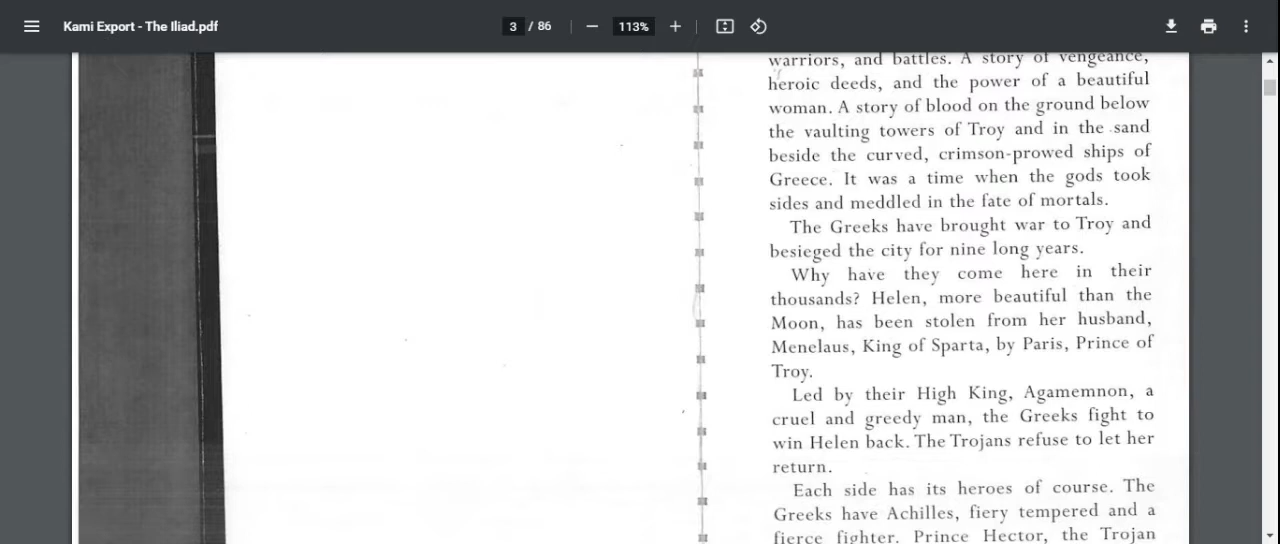 Kami Export - The Iliad.pdf
3 / 86
113%
warriors, and battles. A story of vengeance,
heroic deeds, and the power of a beautiful
woman. A story of blood on the ground below
the vaulting towers of Troy and in the sand
beside the curved, crimson-prowed ships of
Greece. It was a time when the gods took
sides and meddled in the fate of mortals.
The Greeks have brought war to Troy and
besieged the city for nine long years.
Why have they come here in their
thousands? Helen, more beautiful than the
Moon, has been stolen from her husband,
Menelaus, King of Sparta, by Paris, Prince of
Troy.
Led by their High King, Agamemnon, a
cruel and greedy man, the Greeks fight to
win Helen back. The Trojans refuse to let her
return.
Each side has its heroes of course. The
Greeks have Achilles, fiery tempered and a
fierce fighter. Prince Hector, the Trojan